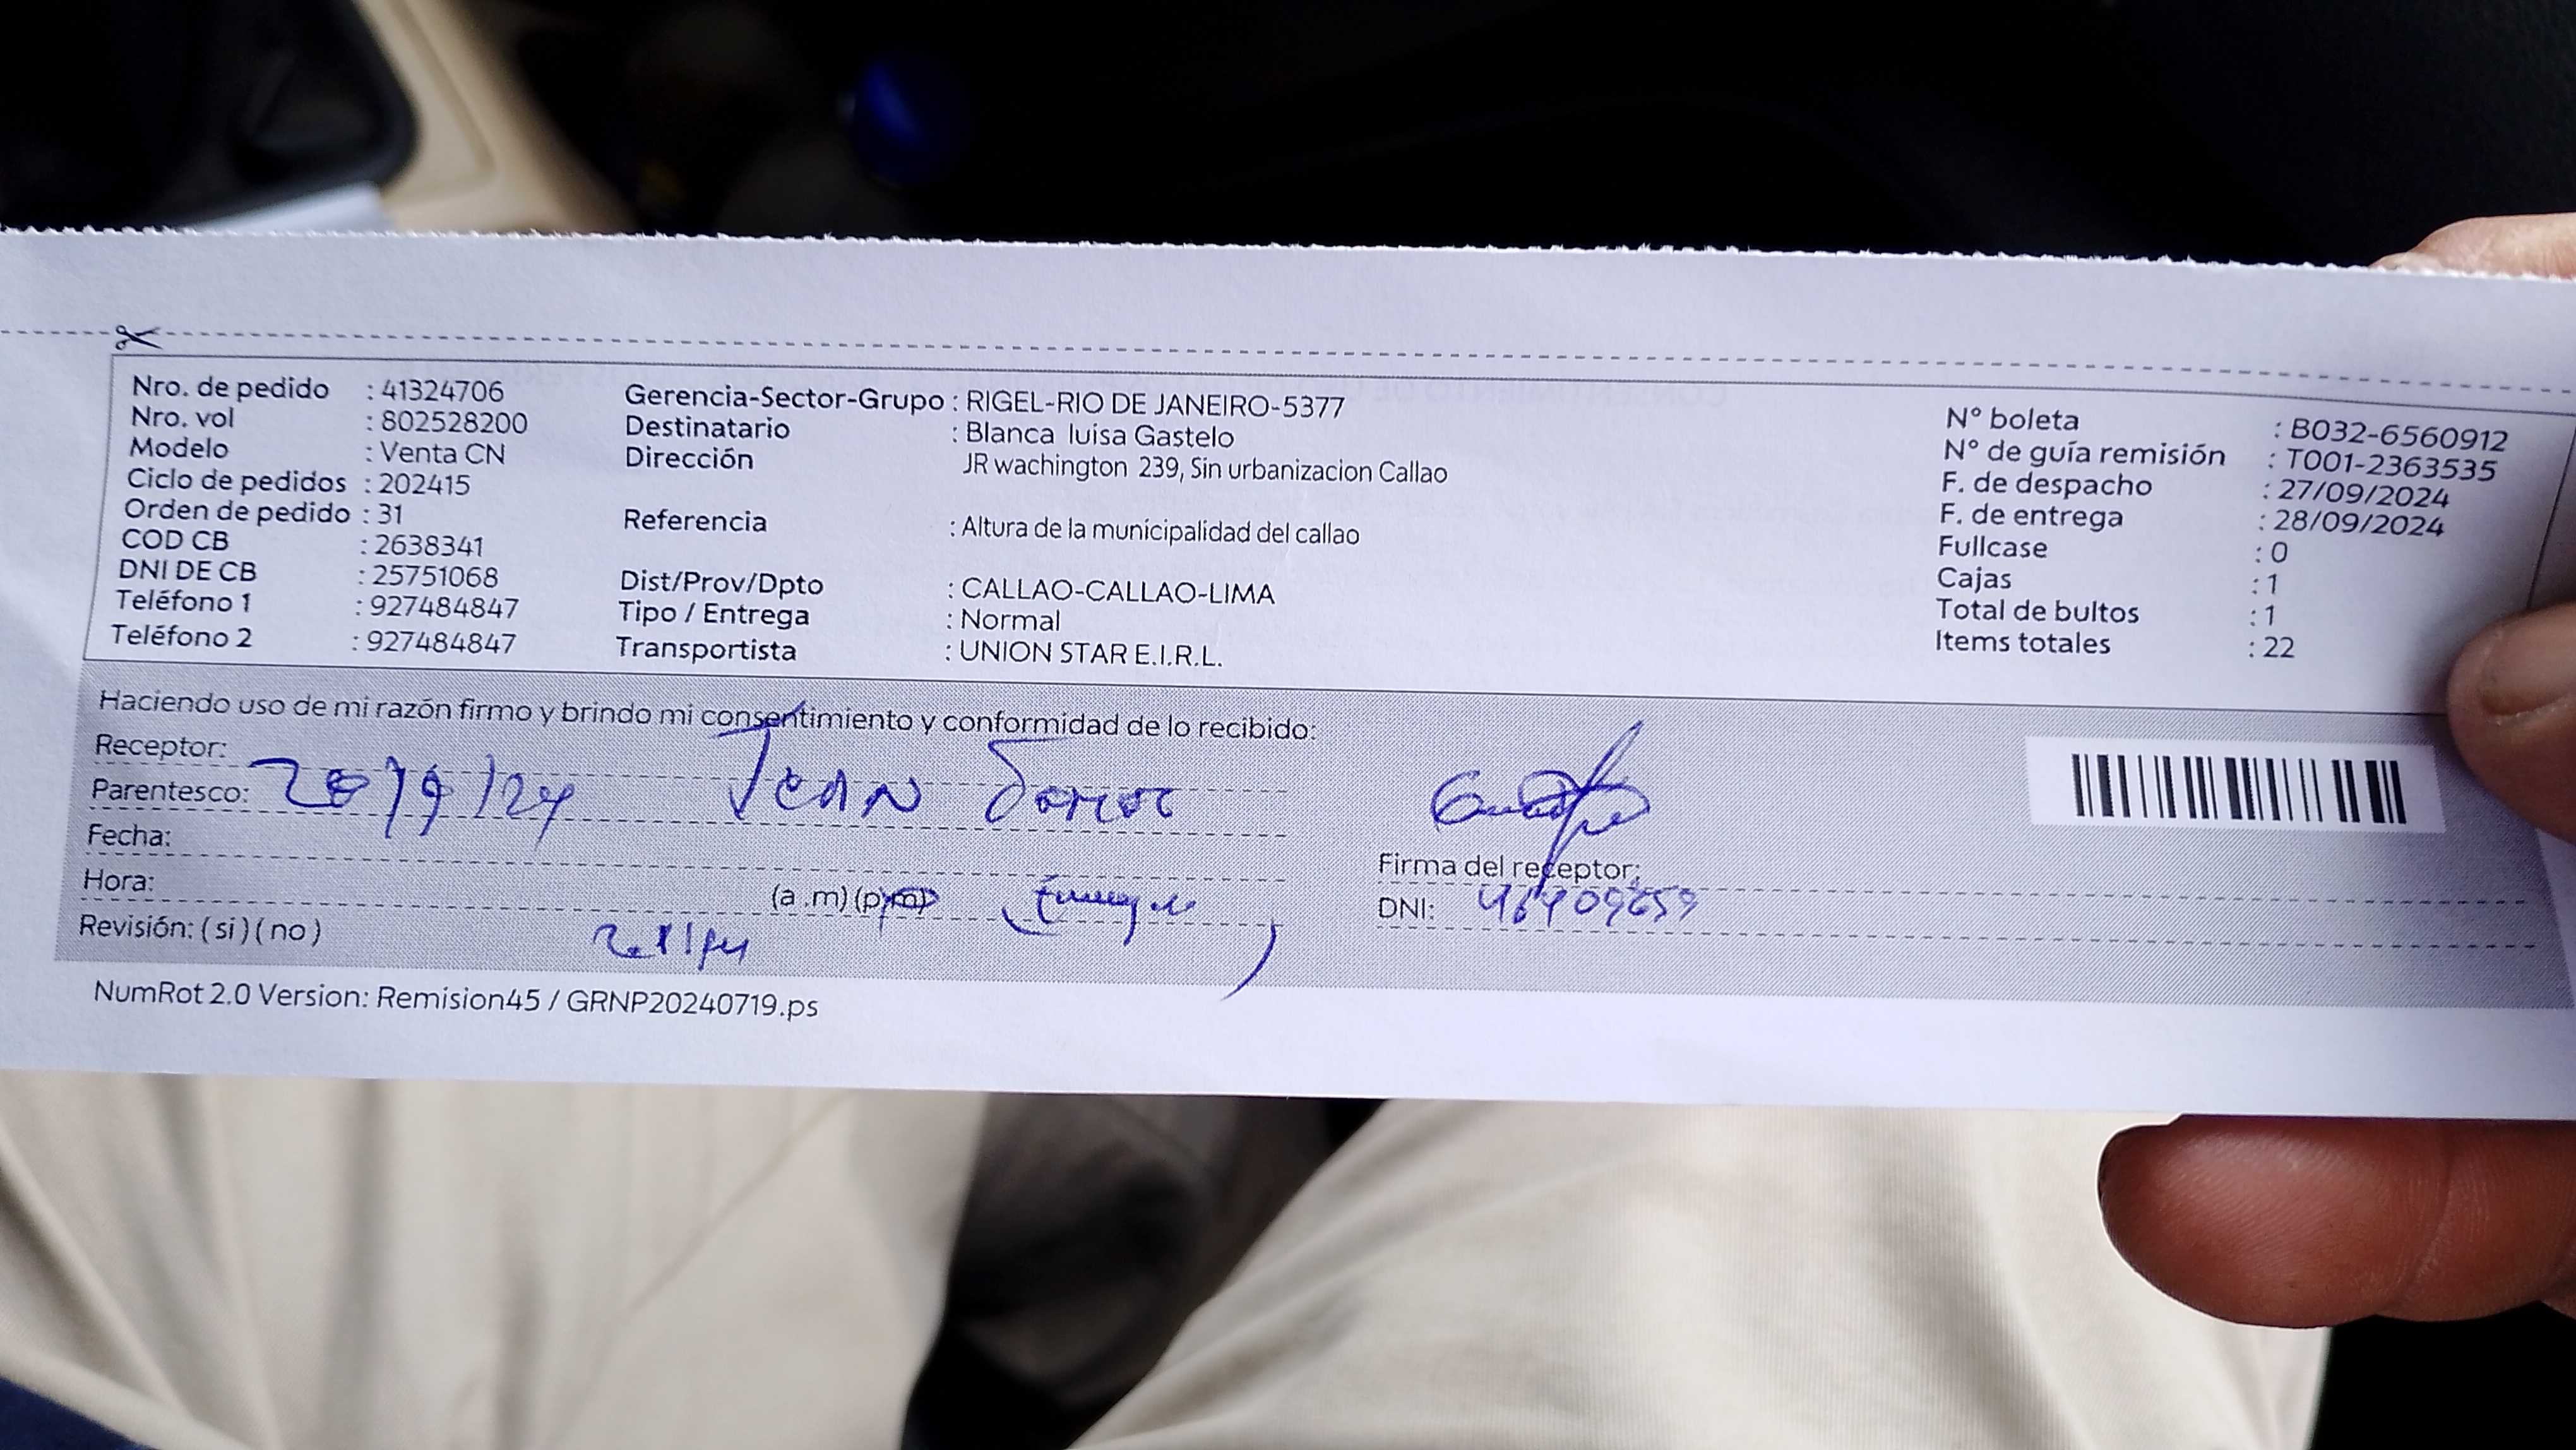 Nro. de pedido : 41324706
Nro. vol : 802528200
Modelo : Venta CN
Ciclo de pedidos : 202415
Orden de pedido : 31
COD CB : 2638341
DNI DE CB : 25751068
Teléfono 1 : 927484847
Teléfono 2 : 927484847
Gerencia-Sector-Grupo : RIGEL-RIO DE JANEIRO-5377
Destinatario : Blanca luisa Gastelo
Dirección JR wachington 239, Sin urbanizacion Callao
Referencia : Altura de la municipalidad del callao
Dist/Prov/Dpto : CALLAO-CALLAO-LIMA
Tipo / Entrega : Normal
Transportista : UNION STAR E.I.R.L.
N° boleta : B032-6560912
N° de guía remisión : T001-2363535
F. de despacho : 27/09/2024
F. de entrega : 28/09/2024
Fullcase : 0
Cajas : 1
Total de bultos : 1
Items totales : 22
Haciendo uso de mi razón firmo y brindo mi consentimiento y conformidad de lo recibido:
Receptor:
Parentesco: Jean
Fecha:
Hora: (a .m) (p.m)
Revisión: ( si ) ( no )
Firma del receptor:
DNI:
NumRot 2.0 Version: Remision45 / GRNP20240719.ps